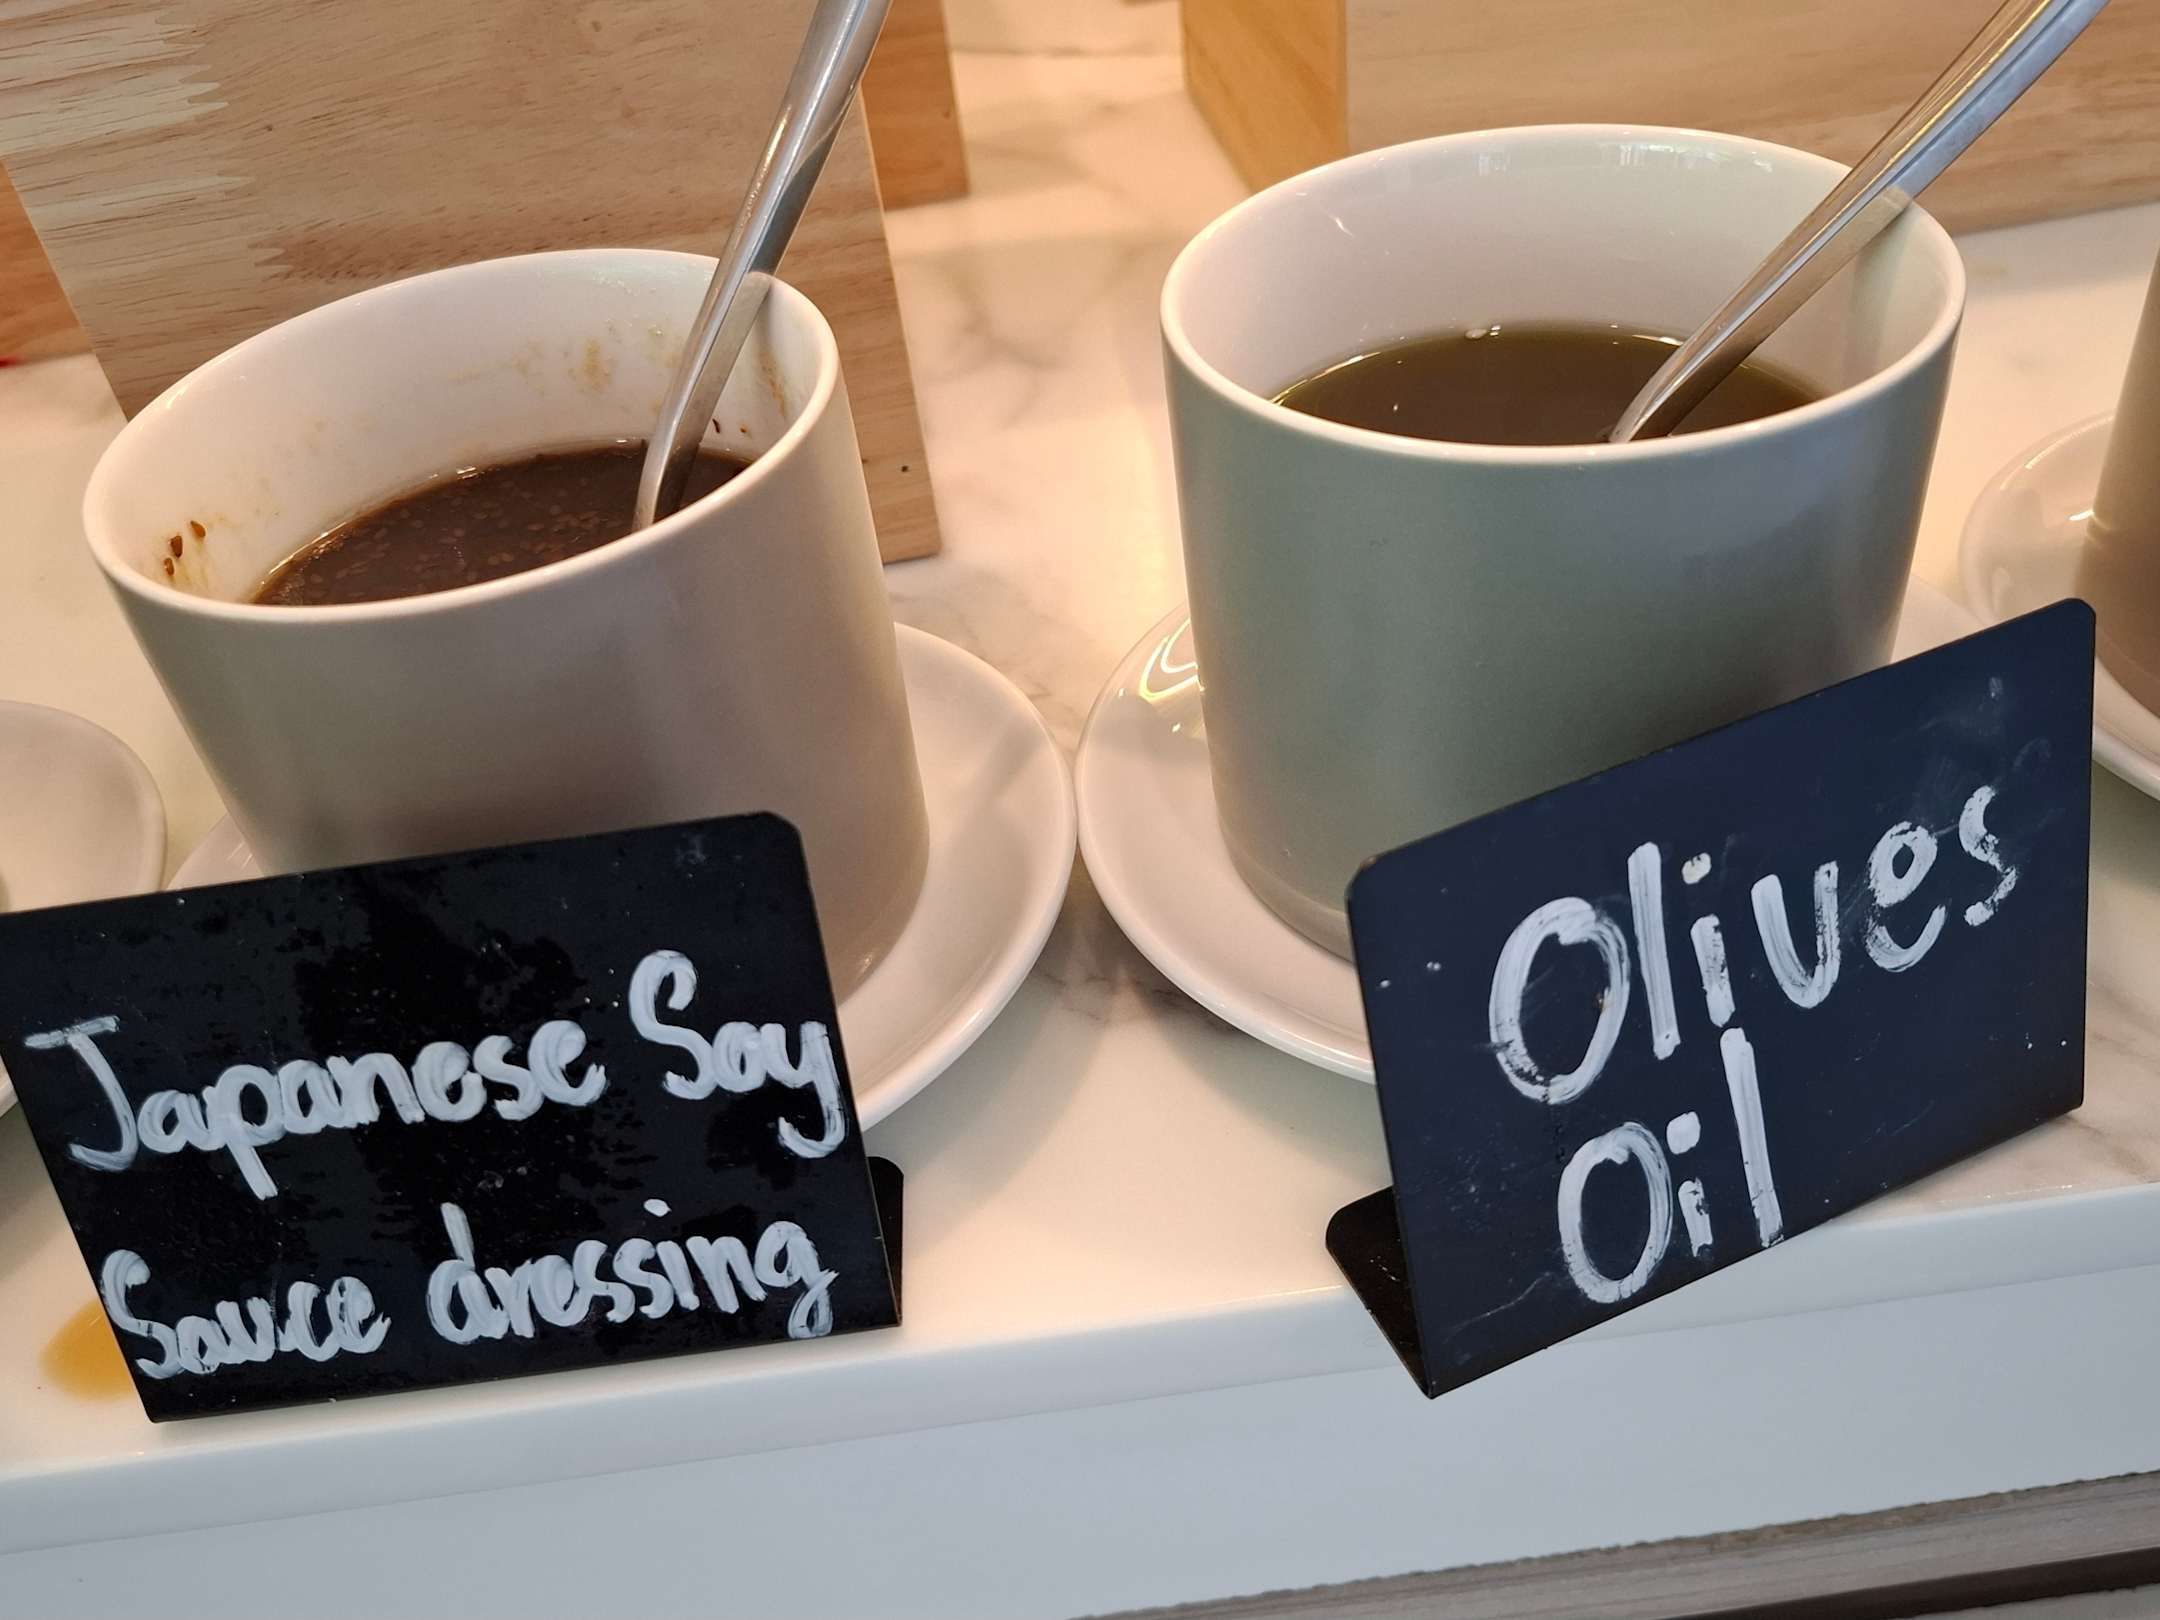 Japanese Soy
Sauce dressing
Olives
Oil